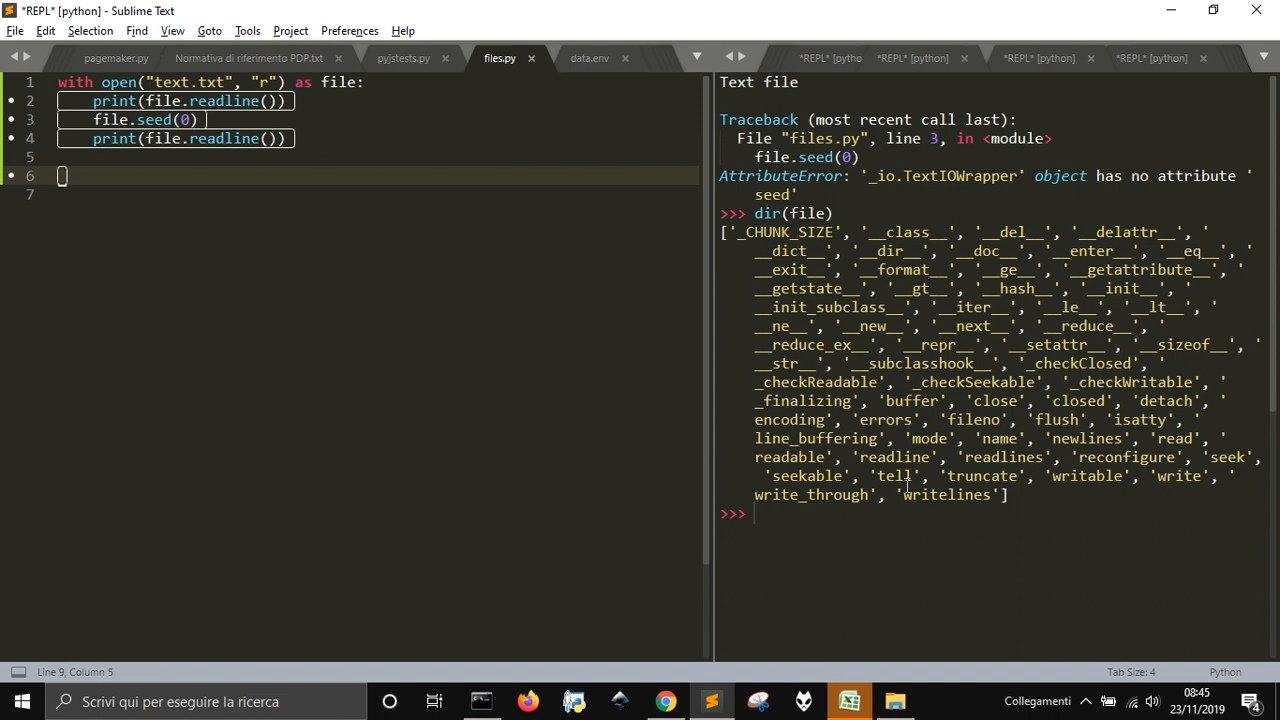 *REPL* [python] - Sublime Text
File Edit Selection Find View Goto Tools Project Preferences Help
pagemaker.py Normativa di riferimento PDP.txt pyjstests.py files.py data.env
*REPL* [pytho *REPL* [python] *REPL* [python] *REPL* [python]
1 with open("text.txt", "r") as file:
2 print(file.readline())
3 file.seed(0)
4 print(file.readline())
5
6
7
Text file
Traceback (most recent call last):
File "files.py", line 3, in <module>
file.seed(0)
AttributeError: '_io.TextIOWrapper' object has no attribute '
seed'
>>> dir(file)
['_CHUNK_SIZE', '__class__', '__del__', '__delattr__', '
__dict__', '__dir__', '__doc__', '__enter__', '__eq__', '
__exit__', '__format__', '__ge__', '__getattribute__', '
__getstate__', '__gt__', '__hash__', '__init__', '
__init_subclass__', '__iter__', '__le__', '__lt__', '
__ne__', '__new__', '__next__', '__reduce__', '
__reduce_ex__', '__repr__', '__setattr__', '__sizeof__', '
__str__', '__subclasshook__', '_checkClosed', '
_checkReadable', '_checkSeekable', '_checkWritable', '
_finalizing', 'buffer', 'close', 'closed', 'detach', '
encoding', 'errors', 'fileno', 'flush', 'isatty', '
line_buffering', 'mode', 'name', 'newlines', 'read', '
readable', 'readline', 'readlines', 'reconfigure', 'seek',
'seekable', 'tell', 'truncate', 'writable', 'write', '
write_through', 'writelines']
>>>
Line 9, Column 5
Tab Size: 4 Python
Scrivi qui per eseguire la ricerca
Collegamenti
08:45
23/11/2019
4